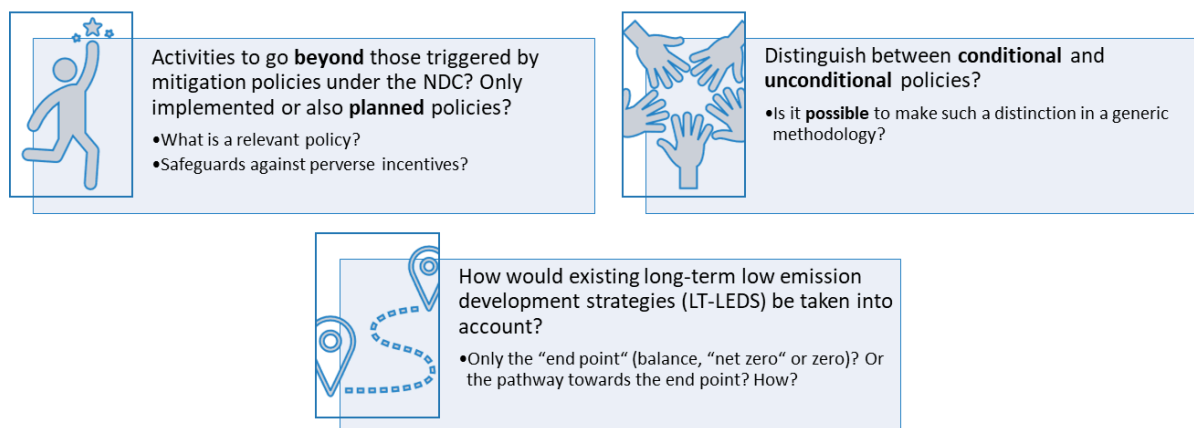 Activities to go beyond those triggered by
mitigation policies under the NDC? Only
implemented or also planned policies?
•What is a relevant policy?
•Safeguards against perverse incentives?
Distinguish between conditional and
unconditional policies?
•Is it possible to make such a distinction in a generic
methodology?
How would existing long-term low emission
development strategies (LT-LEDS) be taken into
account?
•Only the “end point“ (balance, “net zero“ or zero)? Or
the pathway towards the end point? How?